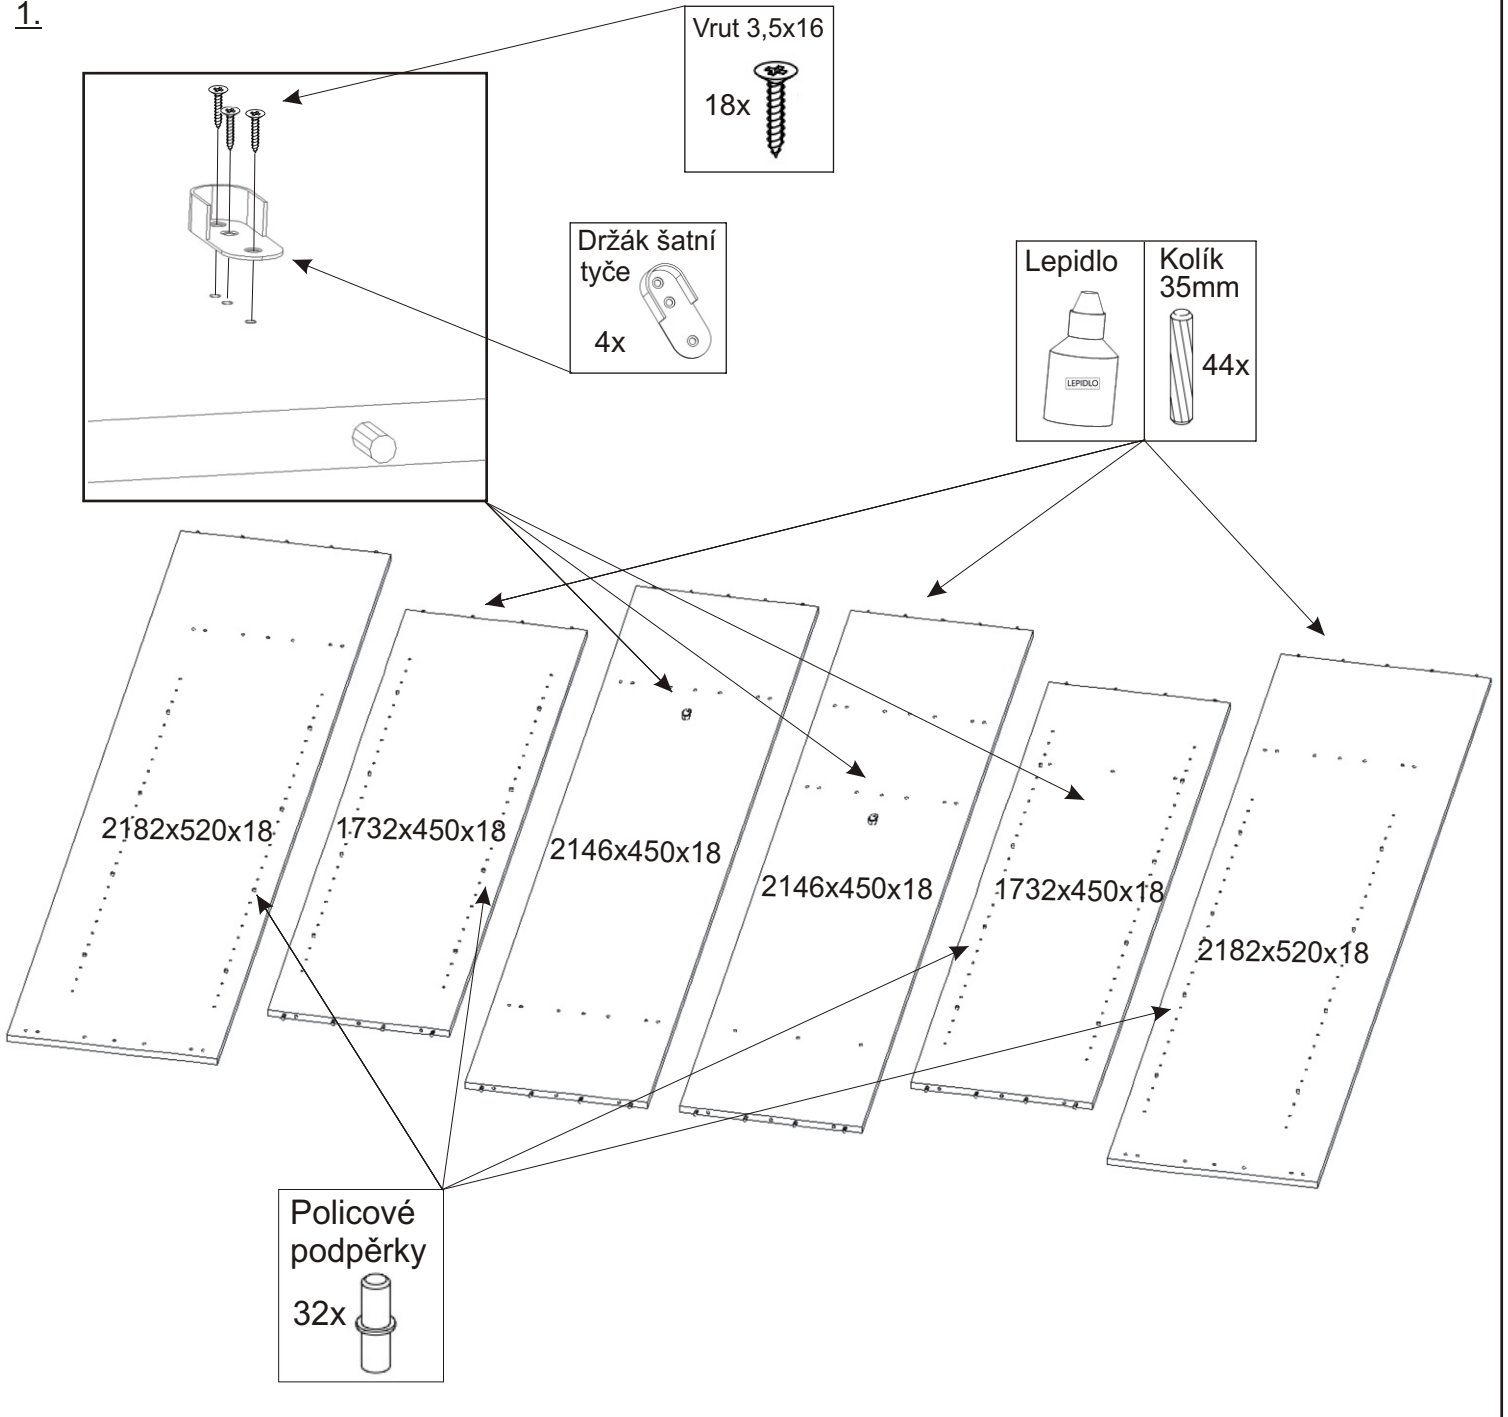 1.
Vrut 3,5x16
18x
Držák šatní
tyče
4x
Lepidlo
LEPIDLO
Kolík
35mm
44x
2182x520x18
1732x450x18
2146x450x18
2146x450x18
1732x450x18
2182x520x18
Policové
podpěrky
32x